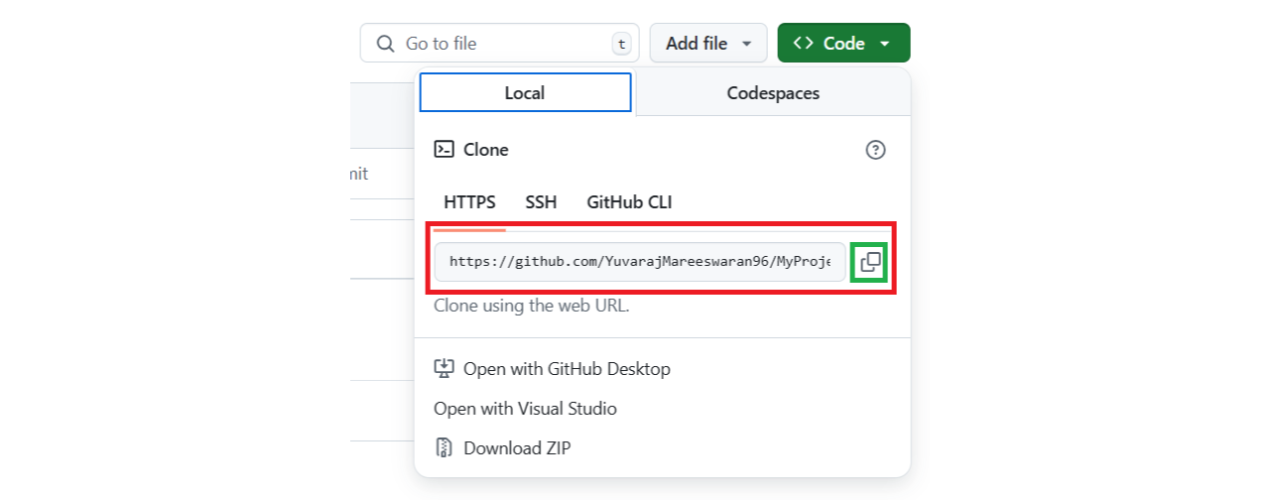 Go to file t Add file Code
Local Codespaces
mit
Clone
HTTPS SSH GitHub CLI
https://github.com/YuvarajMareeswaran96/MyProje
Clone using the web URL.
Open with GitHub Desktop
Open with Visual Studio
Download ZIP